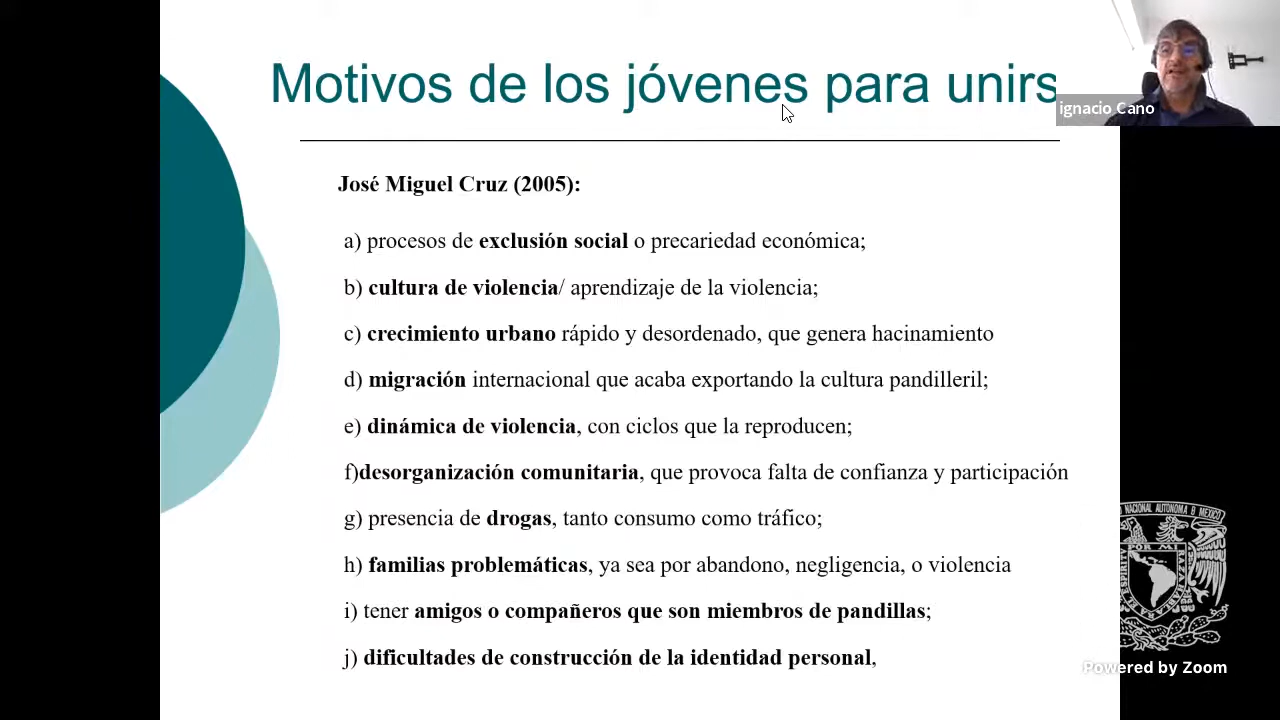 Motivos de los jóvenes para unirs
ignacio Cano
José Miguel Cruz (2005):
a) procesos de exclusión social o precariedad económica;
b) cultura de violencia/ aprendizaje de la violencia;
c) crecimiento urbano rápido y desordenado, que genera hacinamiento
d) migración internacional que acaba exportando la cultura pandilleril;
e) dinámica de violencia, con ciclos que la reproducen;
f)desorganización comunitaria, que provoca falta de confianza y participación
g) presencia de drogas, tanto consumo como tráfico;
h) familias problemáticas, ya sea por abandono, negligencia, o violencia
i) tener amigos o compañeros que son miembros de pandillas;
j) dificultades de construcción de la identidad personal,
NACIONAL AUTONOMA
POR MI
Powered by Zoom